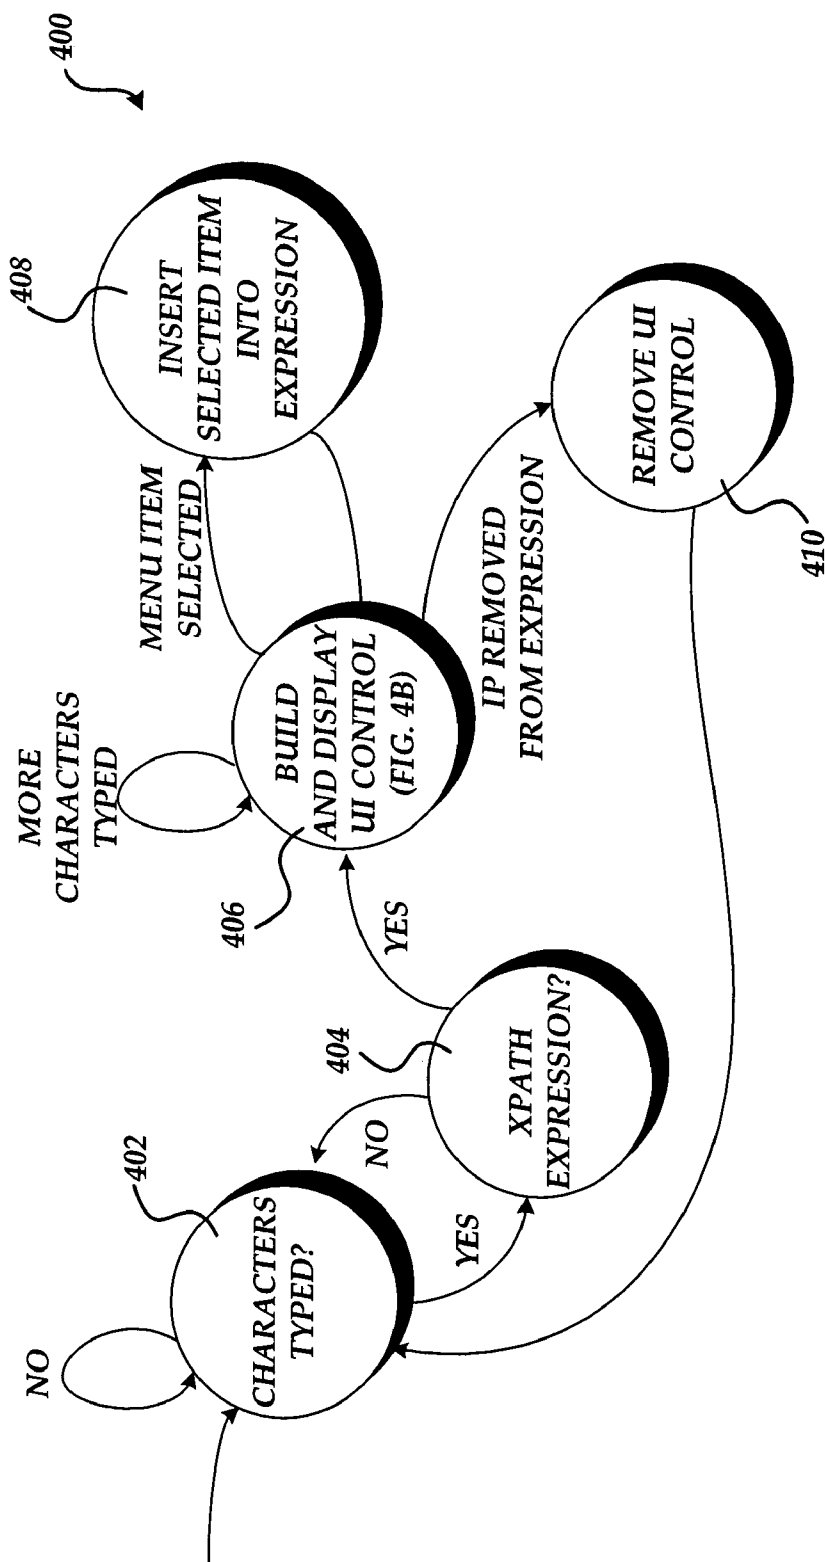 400
NO
402
CHARACTERS
TYPED?
YES
NO
404
XPATH
EXPRESSION?
YES
MORE
CHARACTERS
TYPED
406
BUILD
AND DISPLAY
UI CONTROL
(FIG. 4B)
MENU ITEM
SELECTED
408
INSERT
SELECTED ITEM
INTO
EXPRESSION
IP REMOVED
FROM EXPRESSION
REMOVE UI
CONTROL
410